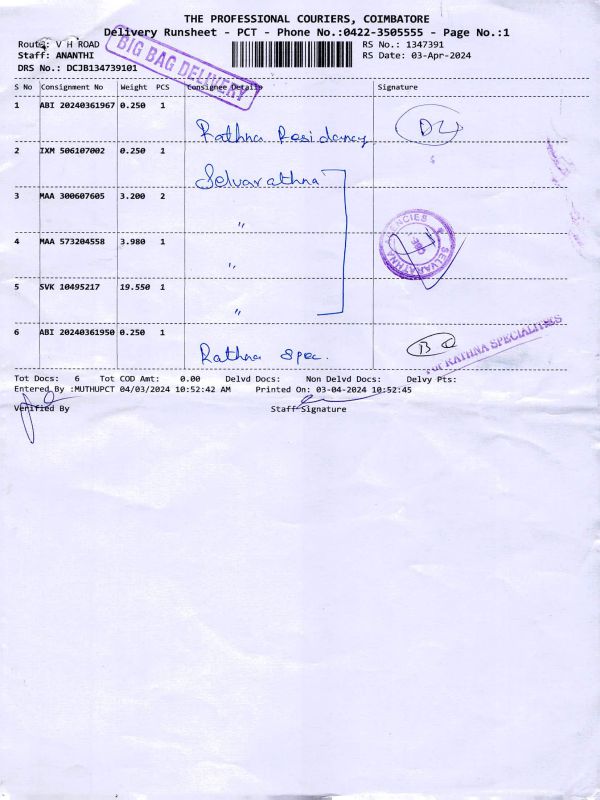 THE PROFESSIONAL COURIERS, COIMBATORE
Delivery Runsheet - PCT - Phone No.:0422-3505555 - Page No.:1
Route: V H ROAD
RS No.: 1347391
Staff: ANANTHI
RS Date: 03-Apr-2024
DRS No.: DCJB134739101
BIG BAG DELIVERY
S No Consignment No Weight PCS Consignee Details Signature
1 ABI 20240361967 0.250 1
Rathna Residancy
2 IXM 506107002 0.250 1
Selvarathna
3 MAA 300607605 3.200 2
"
4 MAA 573204558 3.980 1
"
SELVARATHNA AGENCIES
CBE
5 SVK 10495217 19.550 1
"
6 ABI 20240361950 0.250 1
Rathna Spec.
For RATHNA SPECIALITIES
Tot Docs: 6 Tot COD Amt: 0.00 Delvd Docs: Non Delvd Docs: Delvy Pts:
Entered By :MUTHUPCT 04/03/2024 10:52:42 AM Printed On: 03-04-2024 10:52:45
Verified By Staff Signature